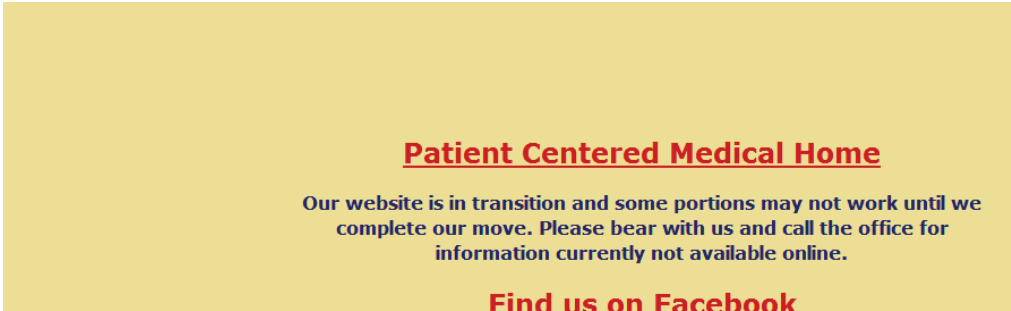 Patient Centered Medical Home
Our website is in transition and some portions may not work until we
complete our move. Please bear with us and call the office for
information currently not available online.
Find us on Facebook